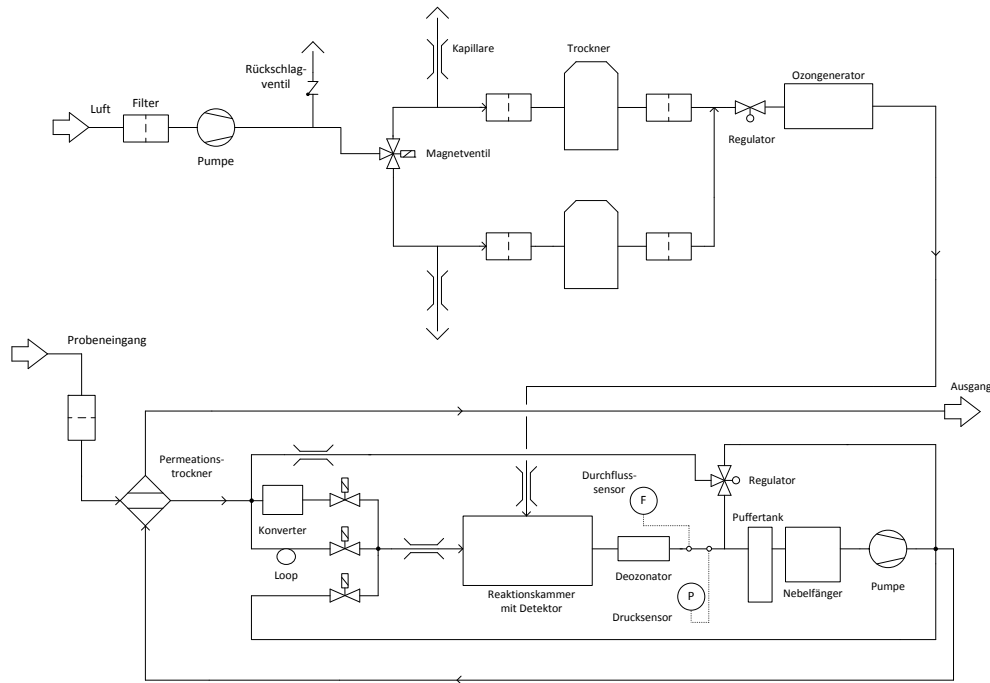 Kapillare
Trockner
Rückschlag-
ventil
Ozongenerator
Luft
Filter
Pumpe
Magnetventil
Regulator
Probeneingang
Ausgang
Permeations-
trockner
Durchfluss-
sensor
F
Regulator
Konverter
Puffertank
Loop
Deozonator
Reaktionskammer
mit Detektor
P
Drucksensor
Nebelfänger
Pumpe